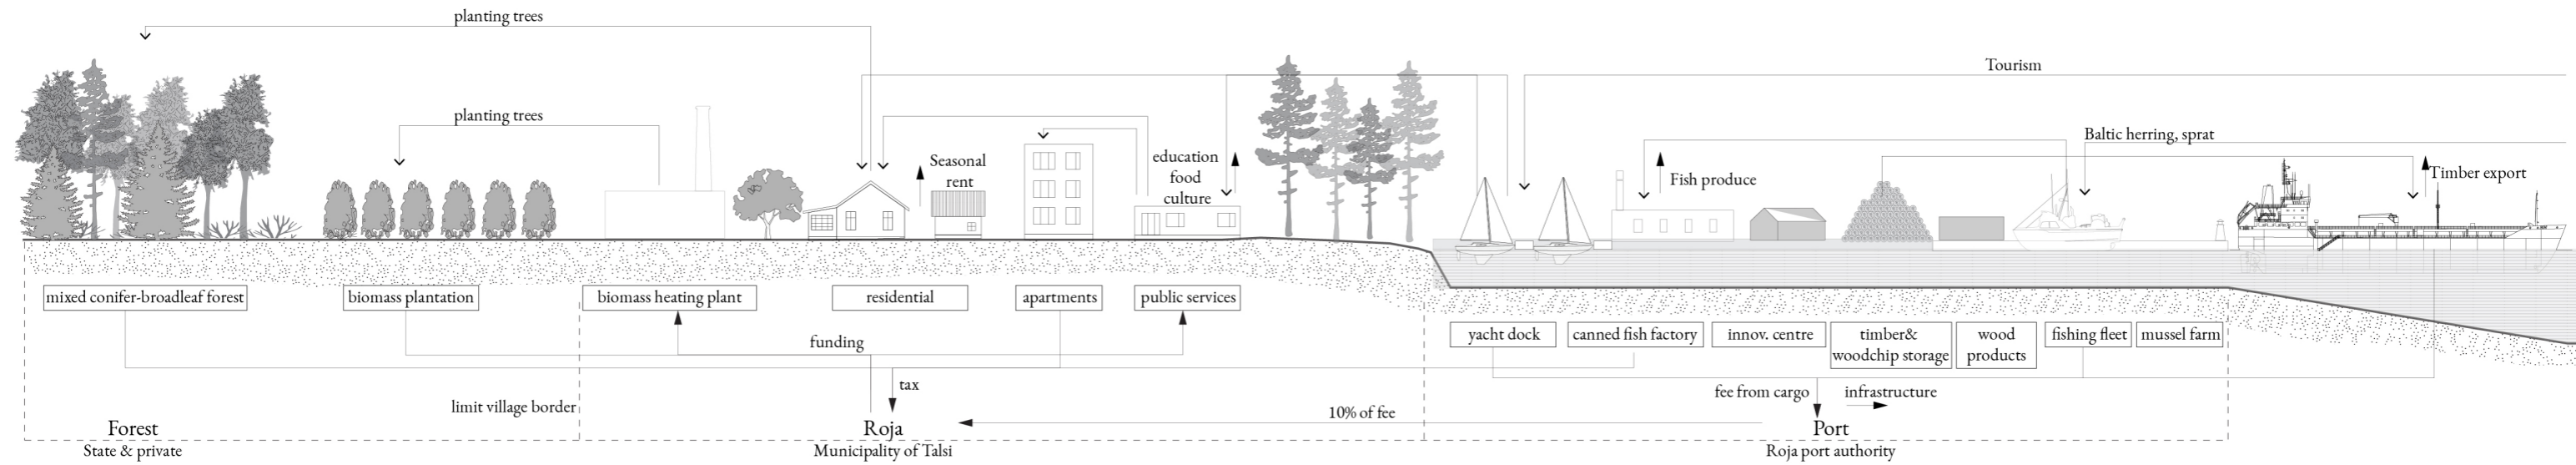 planting trees
Tourism
planting trees
Baltic herring, sprat
Seasonal
rent
education
food
culture
Fish produce
Timber export
mixed conifer-broadleaf forest
biomass plantation
biomass heating plant
residential
apartments
public services
yacht dock
canned fish factory
innov. centre
timber&
woodchip storage
wood
products
fishing fleet
mussel farm
funding
tax
fee from cargo
infrastructure
limit village border
10% of fee
Forest
State & private
Roja
Municipality of Talsi
Port
Roja port authority